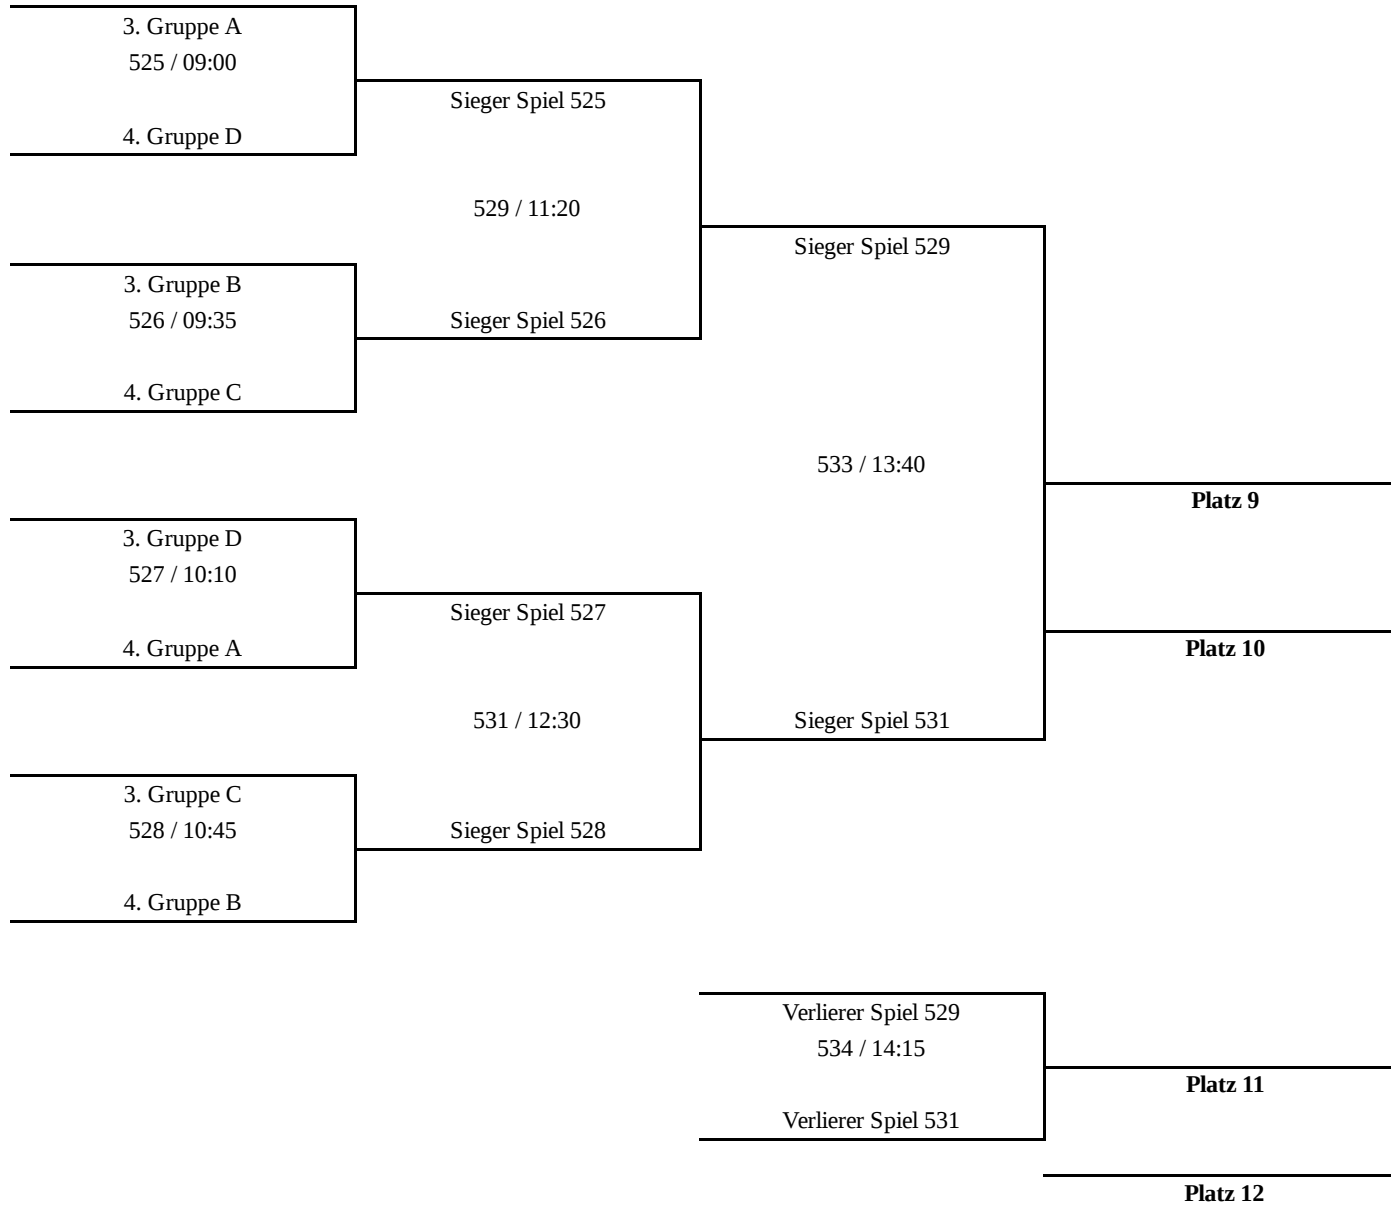 3. Gruppe A
525 / 09:00
4. Gruppe D
Sieger Spiel 525
529 / 11:20
Sieger Spiel 526
3. Gruppe B
526 / 09:35
4. Gruppe C
Sieger Spiel 529
533 / 13:40
Sieger Spiel 531
Platz 9
Platz 10
3. Gruppe D
527 / 10:10
4. Gruppe A
Sieger Spiel 527
531 / 12:30
Sieger Spiel 528
3. Gruppe C
528 / 10:45
4. Gruppe B
Verlierer Spiel 529
534 / 14:15
Verlierer Spiel 531
Platz 11
Platz 12